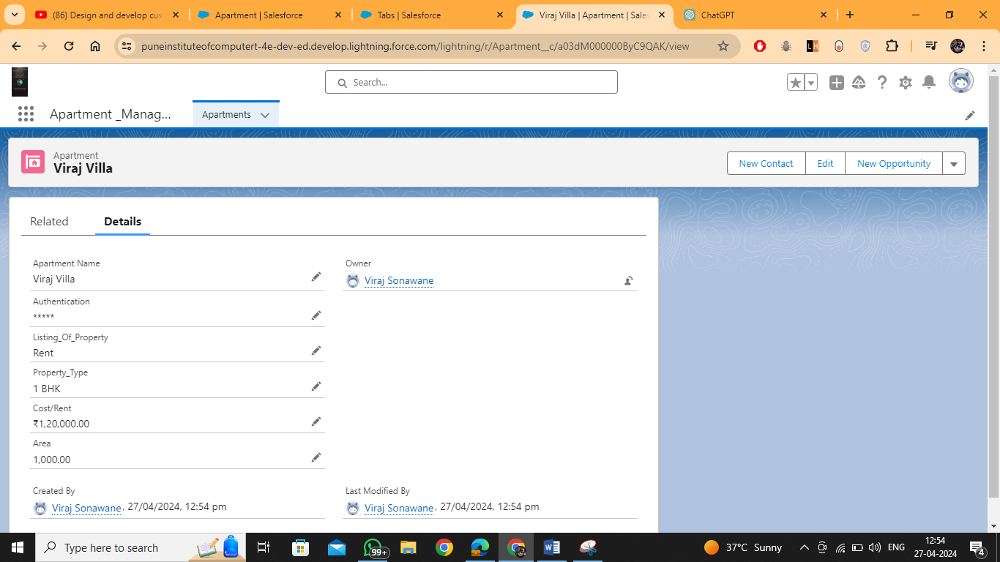 (86) Design and develop cus
Apartment | Salesforce
Tabs | Salesforce
Viraj Villa | Apartment | Sales
ChatGPT
puneinstituteofcomputert-4e-dev-ed.develop.lightning.force.com/lightning/r/Apartment__c/a03dM000000ByC9QAK/view
Search...
Apartment _Manag...
Apartments
Apartment
Viraj Villa
New Contact
Edit
New Opportunity
Related
Details
Apartment Name
Viraj Villa
Owner
Viraj Sonawane
Authentication
*****
Listing_Of_Property
Rent
Property_Type
1 BHK
Cost/Rent
₹1,20,000.00
Area
1,000.00
Created By
Viraj Sonawane, 27/04/2024, 12:54 pm
Last Modified By
Viraj Sonawane, 27/04/2024, 12:54 pm
Type here to search
99+
37°C Sunny
ENG
12:54
27-04-2024
4